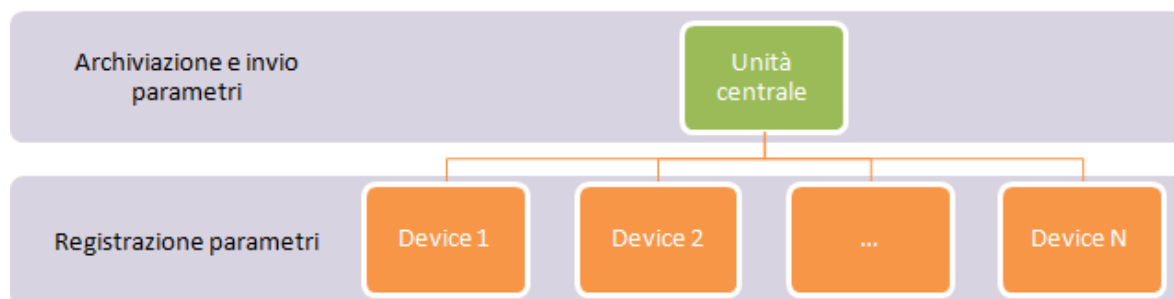 Archiviazione e invio
parametri
Unità
centrale
Registrazione parametri
Device 1
Device 2
...
Device N